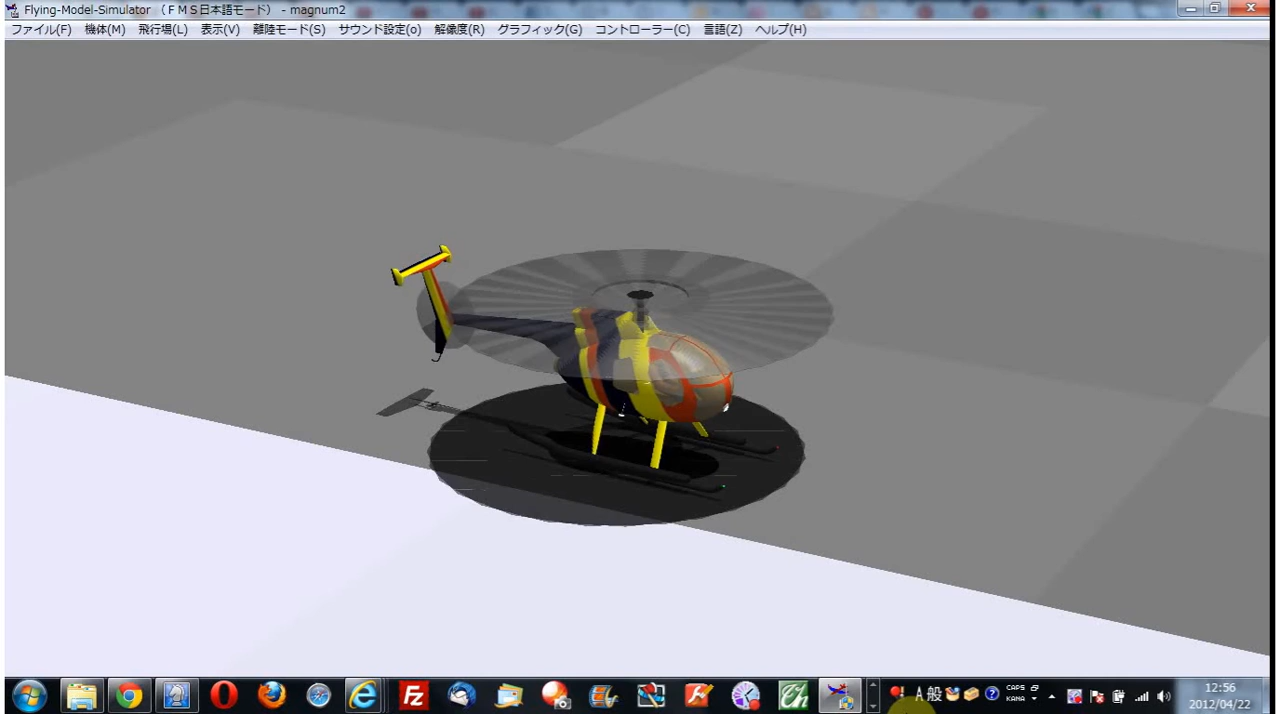 Flying-Model-Simulator （ＦＭＳ日本語モード） - magnum2
ファイル(F) 機体(M) 飛行場(L) 表示(V) 離陸モード(S) サウンド設定(o) 解像度(R) グラフィック(G) コントローラー(C) 言語(Z) ヘルプ(H)
Fz
Eh
A 般
CAPS
KANA
12:56
2012/04/22